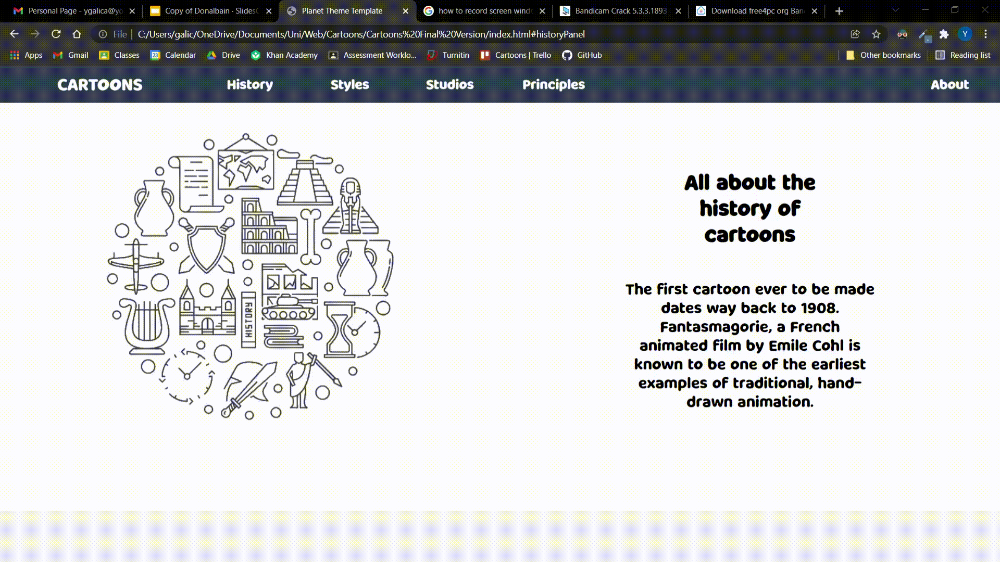 Personal Page - ygalica@yo
Copy of Donalbain · Slides
Planet Theme Template
how to record screen wind
Bandicam Crack 5.3.3.1893
Download free4pc org Ban
File
C:/Users/galic/OneDrive/Documents/Uni/Web/Cartoons/Cartoons%20Final%20Version/index.html#historyPanel
Y
Apps
Gmail
Classes
23
Calendar
Drive
Khan Academy
Assessment Worklo...
Turnitin
Cartoons | Trello
GitHub
Other bookmarks
Reading list
CARTOONS
History
Styles
Studios
Principles
About
HISTORY
All about the
history of
cartoons
The first cartoon ever to be made
dates way back to 1908.
Fantasmagorie, a French
animated film by Emile Cohl is
known to be one of the earliest
examples of traditional, hand-
drawn animation.